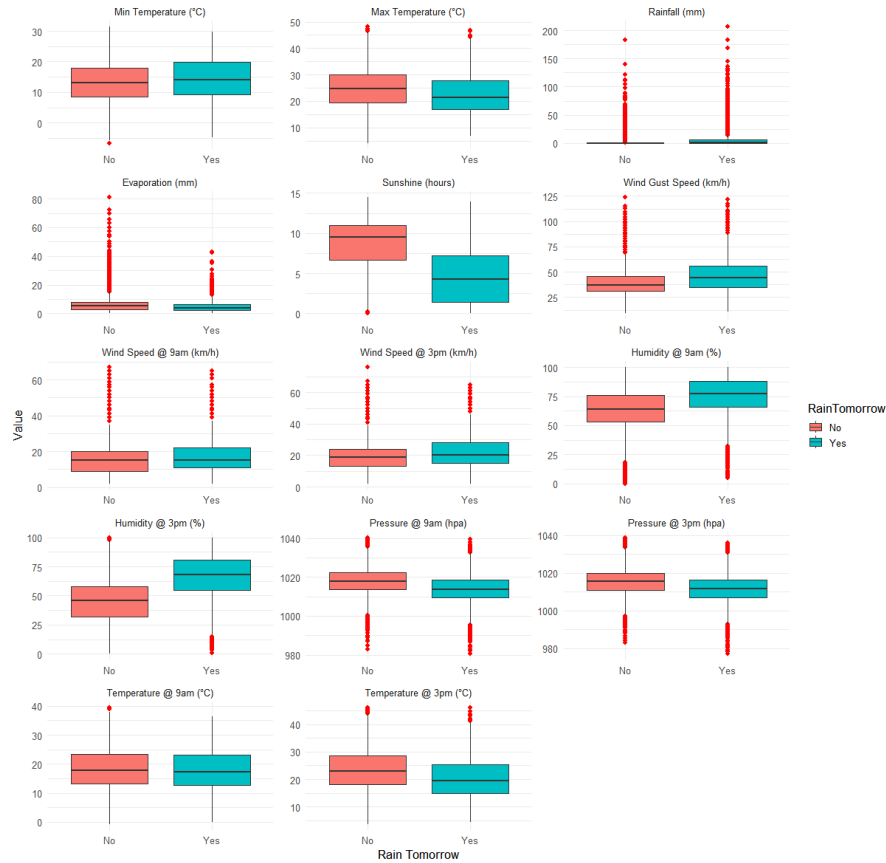 Min Temperature (°C) Max Temperature (°C) Rainfall (mm)
30 20 10 0
50 40 30 20 10
200 150 100 50 0
No Yes No Yes No Yes
Evaporation (mm) Sunshine (hours) Wind Gust Speed (km/h)
80 60 40 20 0
15 10 5 0
125 100 75 50 25
No Yes No Yes No Yes
Wind Speed @ 9am (km/h) Wind Speed @ 3pm (km/h) Humidity @ 9am (%)
60 40 20 0
80 60 40 20 0
100 75 50 25 0
No Yes No Yes No Yes
Value
RainTomorrow
No
Yes
Humidity @ 3pm (%) Pressure @ 9am (hpa) Pressure @ 3pm (hpa)
100 75 50 25 0
1040 1020 1000 980
1040 1020 1000 980
No Yes No Yes No Yes
Temperature @ 9am (°C) Temperature @ 3pm (°C)
40 30 20 10 0
40 30 20 10
No Yes No Yes
Rain Tomorrow